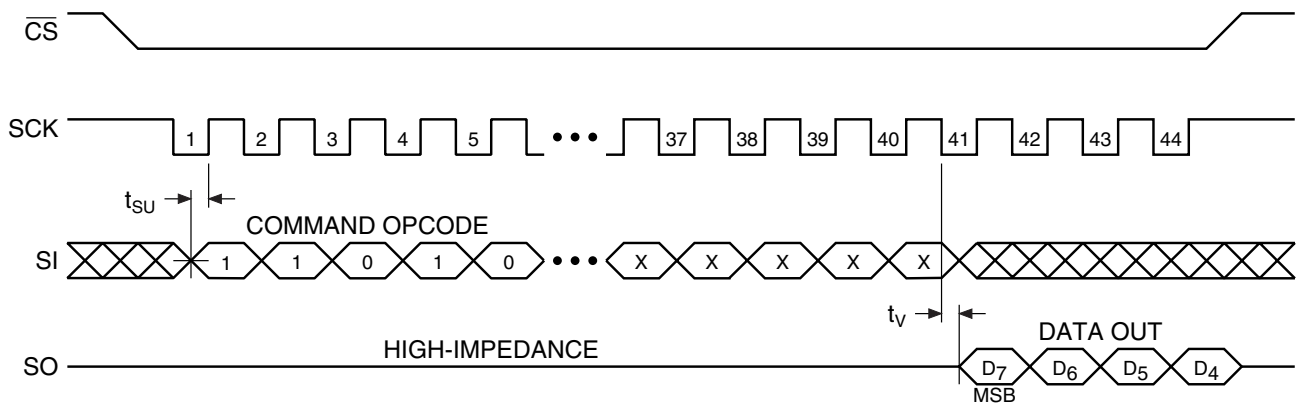 CS
SCK 1 2 3 4 5 ••• 37 38 39 40 41 42 43 44
tSU
COMMAND OPCODE
SI 1 1 0 1 0 ••• X X X X X
tV
DATA OUT
HIGH-IMPEDANCE
SO D7 D6 D5 D4
MSB